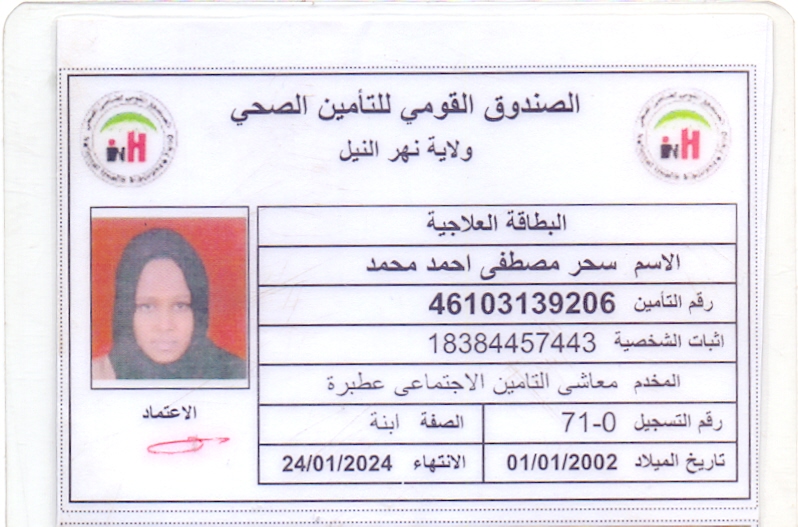 الصندوق القومي للتأمين الصحي
ولاية نهر النيل
البطاقة العلاجية
الاسم سحر مصطفى احمد محمد
رقم التأمين 46103139206
اثبات الشخصية 18384457443
المخدم معاشى التامين الاجتماعى عطبرة
رقم التسجيل 71-0 الصفة ابنة
تاريخ الميلاد 01/01/2002 الانتهاء 24/01/2024
الاعتماد